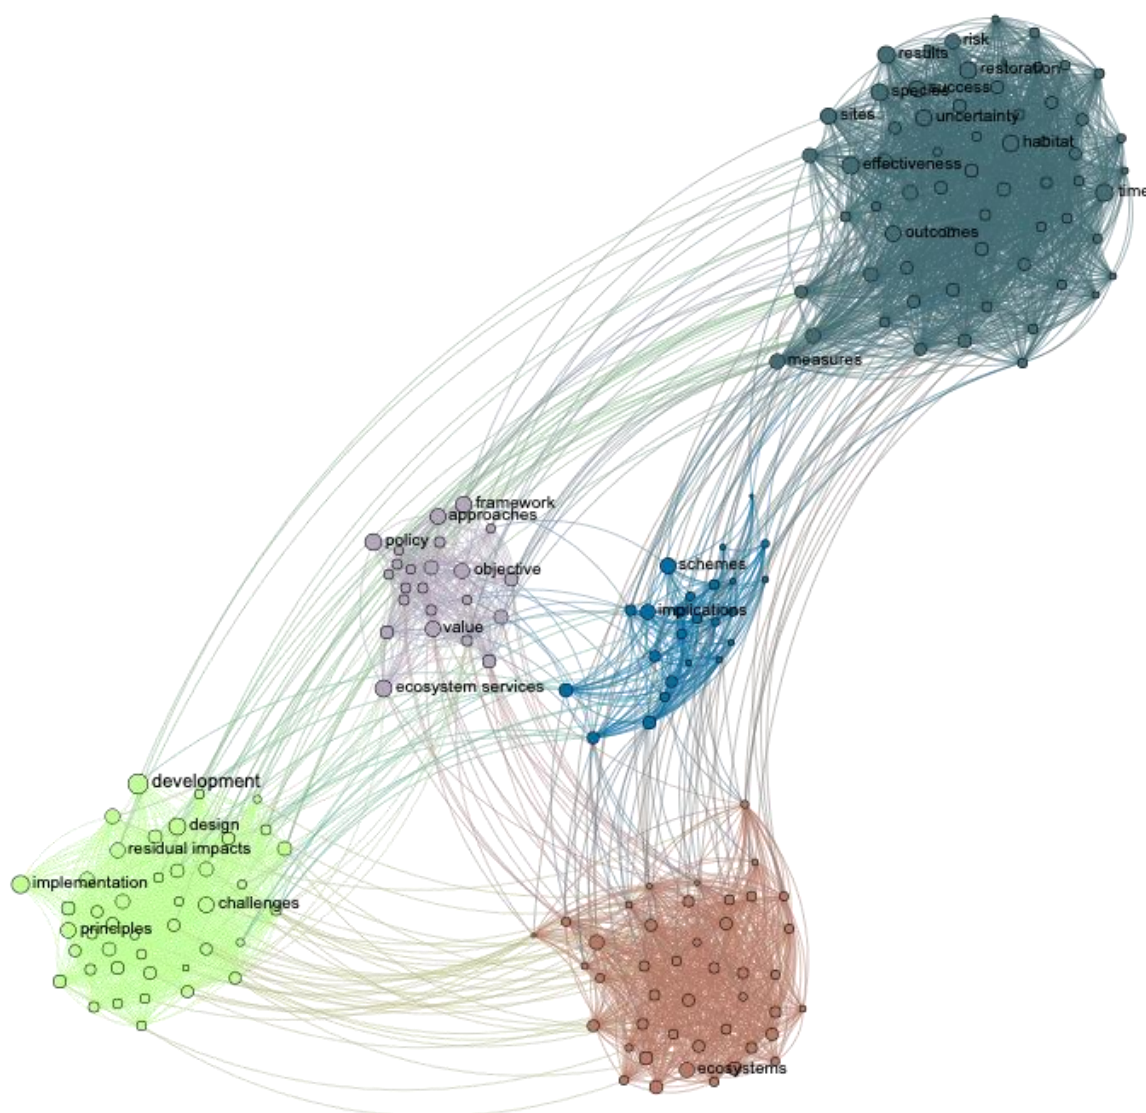 risk
results
restoration
success
species
sites
uncertainty
habitat
effectiveness
time
outcomes
measures
framework
approaches
policy
objective
value
ecosystem services
schemes
implications
development
design
residual impacts
implementation
challenges
principles
ecosystems